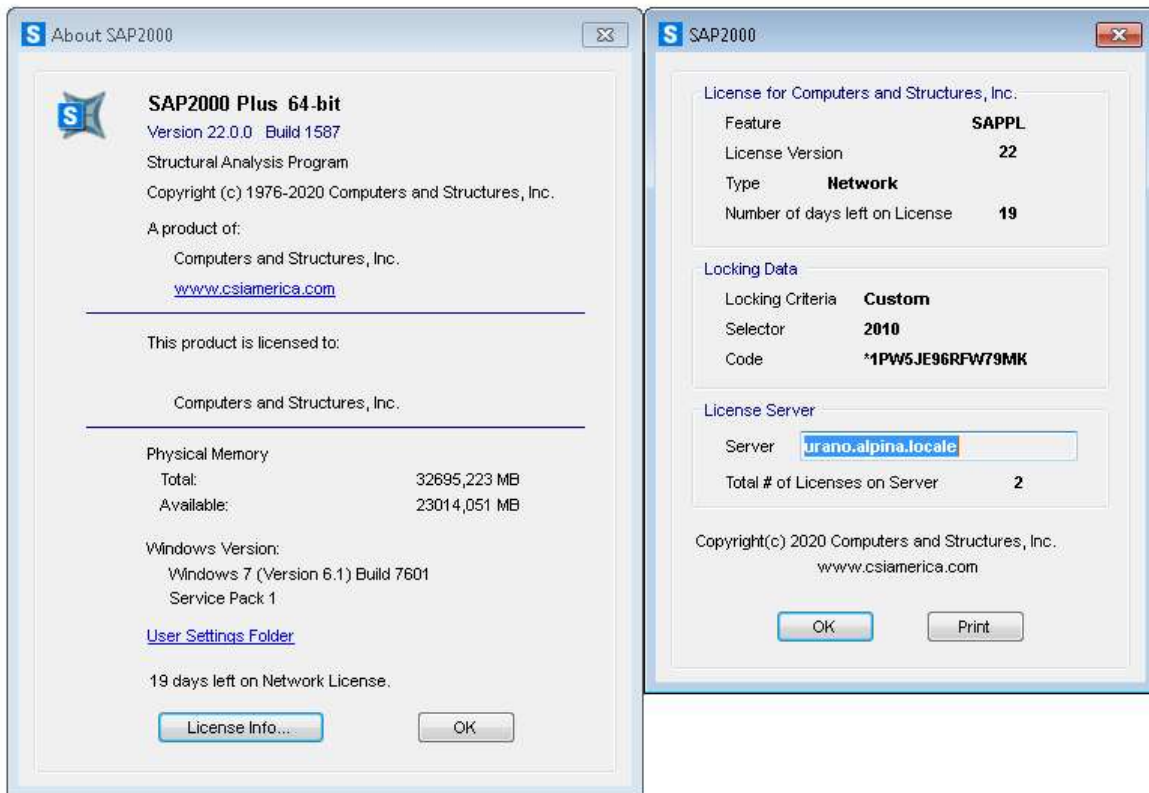 About SAP2000
SAP2000 Plus 64-bit
Version 22.0.0 Build 1587
Structural Analysis Program
Copyright (c) 1976-2020 Computers and Structures, Inc.
A product of:
Computers and Structures, Inc.
www.csiamerica.com
This product is licensed to:
Computers and Structures, Inc.
Physical Memory
Total: 32695,223 MB
Available: 23014,051 MB
Windows Version:
Windows 7 (Version 6.1) Build 7601
Service Pack 1
User Settings Folder
19 days left on Network License.
License Info... OK
SAP2000
License for Computers and Structures, Inc.
Feature SAPPL
License Version 22
Type Network
Number of days left on License 19
Locking Data
Locking Criteria Custom
Selector 2010
Code *1PW5JE96RFW79MK
License Server
Server urano.alpina.locale
Total # of Licenses on Server 2
Copyright(c) 2020 Computers and Structures, Inc.
www.csiamerica.com
OK Print